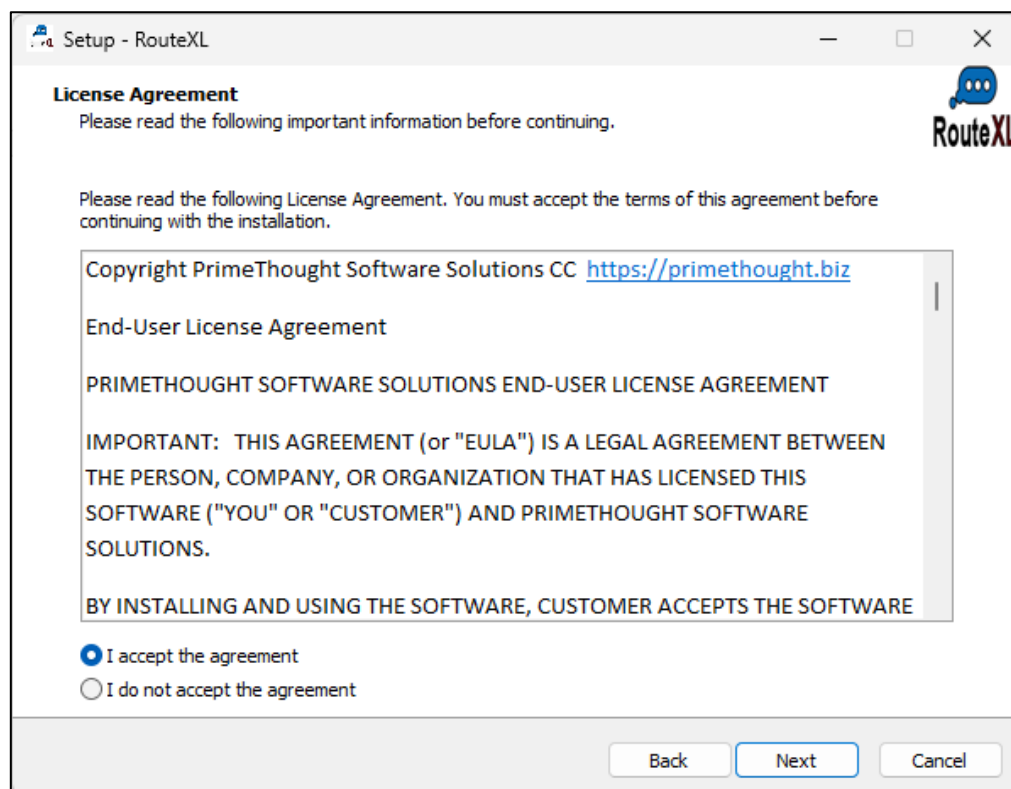 Setup - RouteXL
License Agreement
Please read the following important information before continuing.
RouteXL
Please read the following License Agreement. You must accept the terms of this agreement before
continuing with the installation.
Copyright PrimeThought Software Solutions CC https://primethought.biz
End-User License Agreement
PRIMETHOUGHT SOFTWARE SOLUTIONS END-USER LICENSE AGREEMENT
IMPORTANT: THIS AGREEMENT (or "EULA") IS A LEGAL AGREEMENT BETWEEN
THE PERSON, COMPANY, OR ORGANIZATION THAT HAS LICENSED THIS
SOFTWARE ("YOU" OR "CUSTOMER") AND PRIMETHOUGHT SOFTWARE
SOLUTIONS.
BY INSTALLING AND USING THE SOFTWARE, CUSTOMER ACCEPTS THE SOFTWARE
I accept the agreement
I do not accept the agreement
Back
Next
Cancel